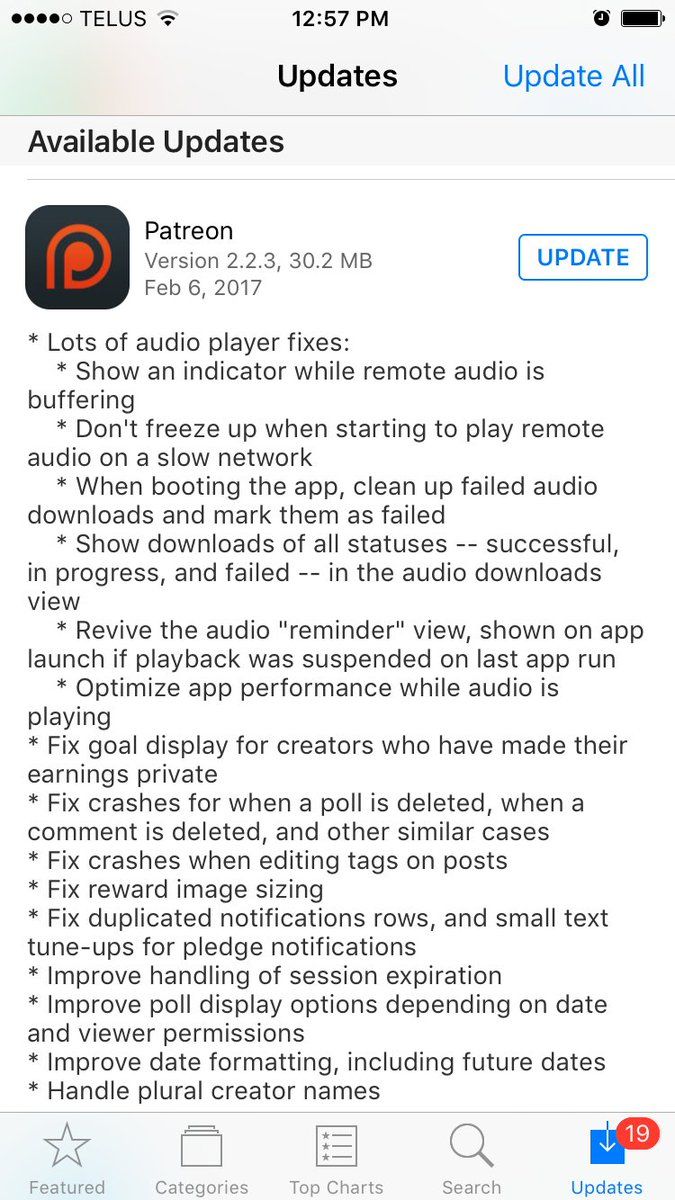 TELUS 12:57 PM
Updates Update All
Available Updates
Patreon
Version 2.2.3, 30.2 MB
Feb 6, 2017
UPDATE
* Lots of audio player fixes:
* Show an indicator while remote audio is
buffering
* Don't freeze up when starting to play remote
audio on a slow network
* When booting the app, clean up failed audio
downloads and mark them as failed
* Show downloads of all statuses -- successful,
in progress, and failed -- in the audio downloads
view
* Revive the audio "reminder" view, shown on app
launch if playback was suspended on last app run
* Optimize app performance while audio is
playing
* Fix goal display for creators who have made their
earnings private
* Fix crashes for when a poll is deleted, when a
comment is deleted, and other similar cases
* Fix crashes when editing tags on posts
* Fix reward image sizing
* Fix duplicated notifications rows, and small text
tune-ups for pledge notifications
* Improve handling of session expiration
* Improve poll display options depending on date
and viewer permissions
* Improve date formatting, including future dates
* Handle plural creator names
19
Featured Categories Top Charts Search Updates